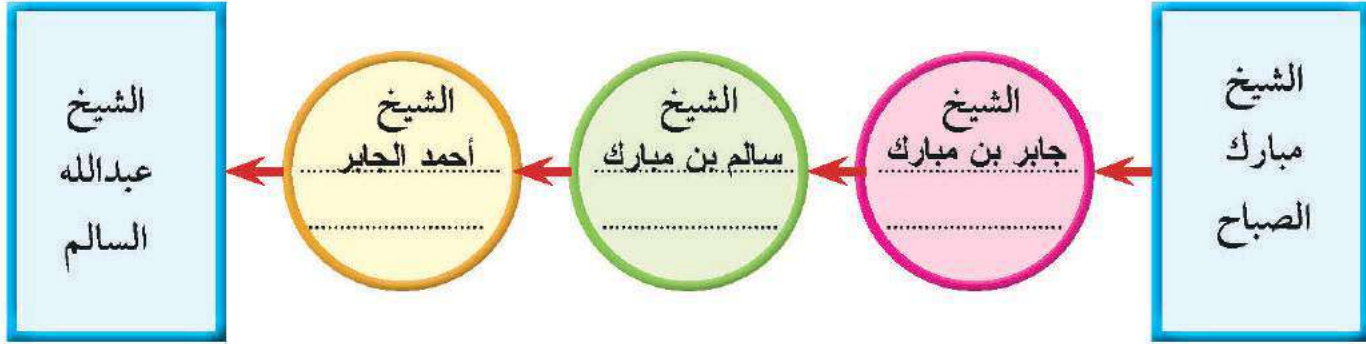 الشيخ
مبارك
الصباح
الشيخ
جابر بن مبارك
الشيخ
سالم بن مبارك
الشيخ
أحمد الجابر
الشيخ
عبدالله
السالم